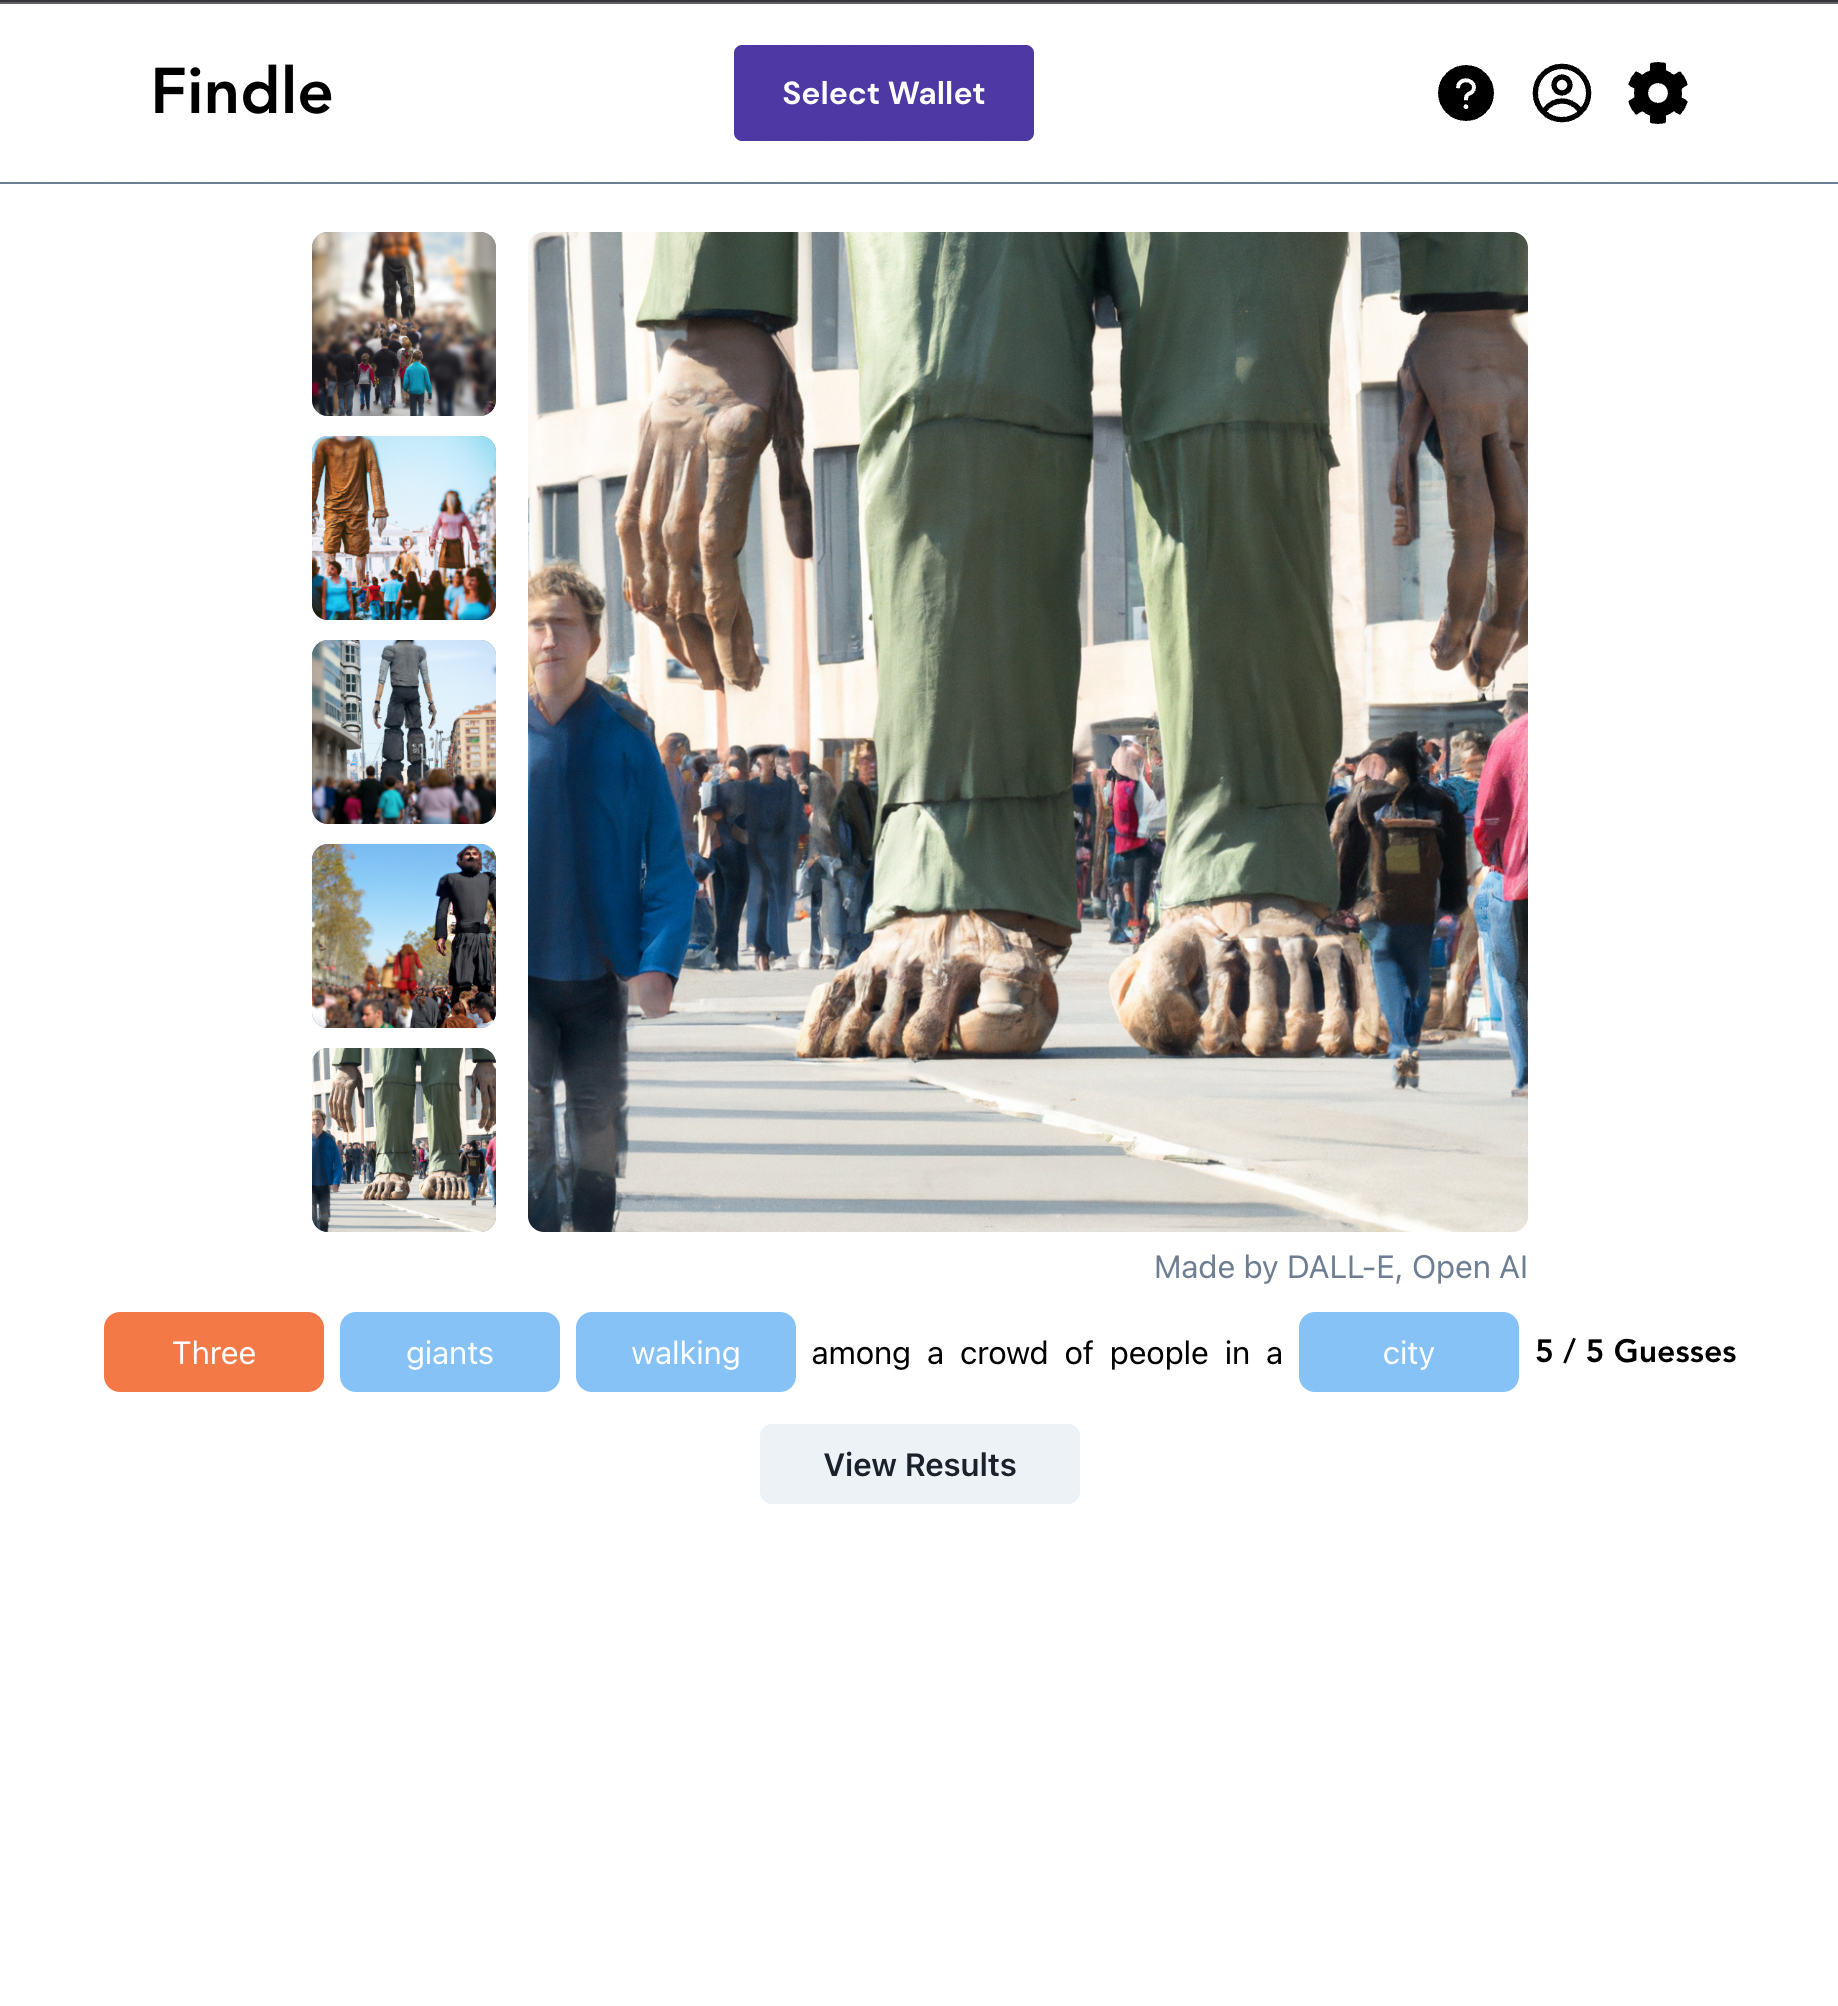 Findle
Select Wallet
Made by DALL-E, Open AI
Three giants walking among a crowd of people in a city 5 / 5 Guesses
View Results